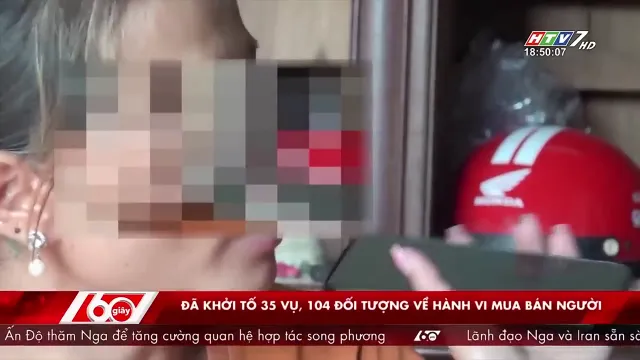 HTV7 HD
18:50:07
HONDA
60 giây
ĐÃ KHỞI TỐ 35 VỤ, 104 ĐỐI TƯỢNG VỀ HÀNH VI MUA BÁN NGƯỜI
Ấn Độ thăm Nga để tăng cường quan hệ hợp tác song phương 60 Lãnh đạo Nga và Iran sẵn sà